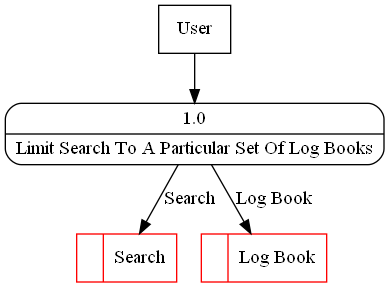 User
1.0
Limit Search To A Particular Set Of Log Books
Search
Log Book
Search
Log Book